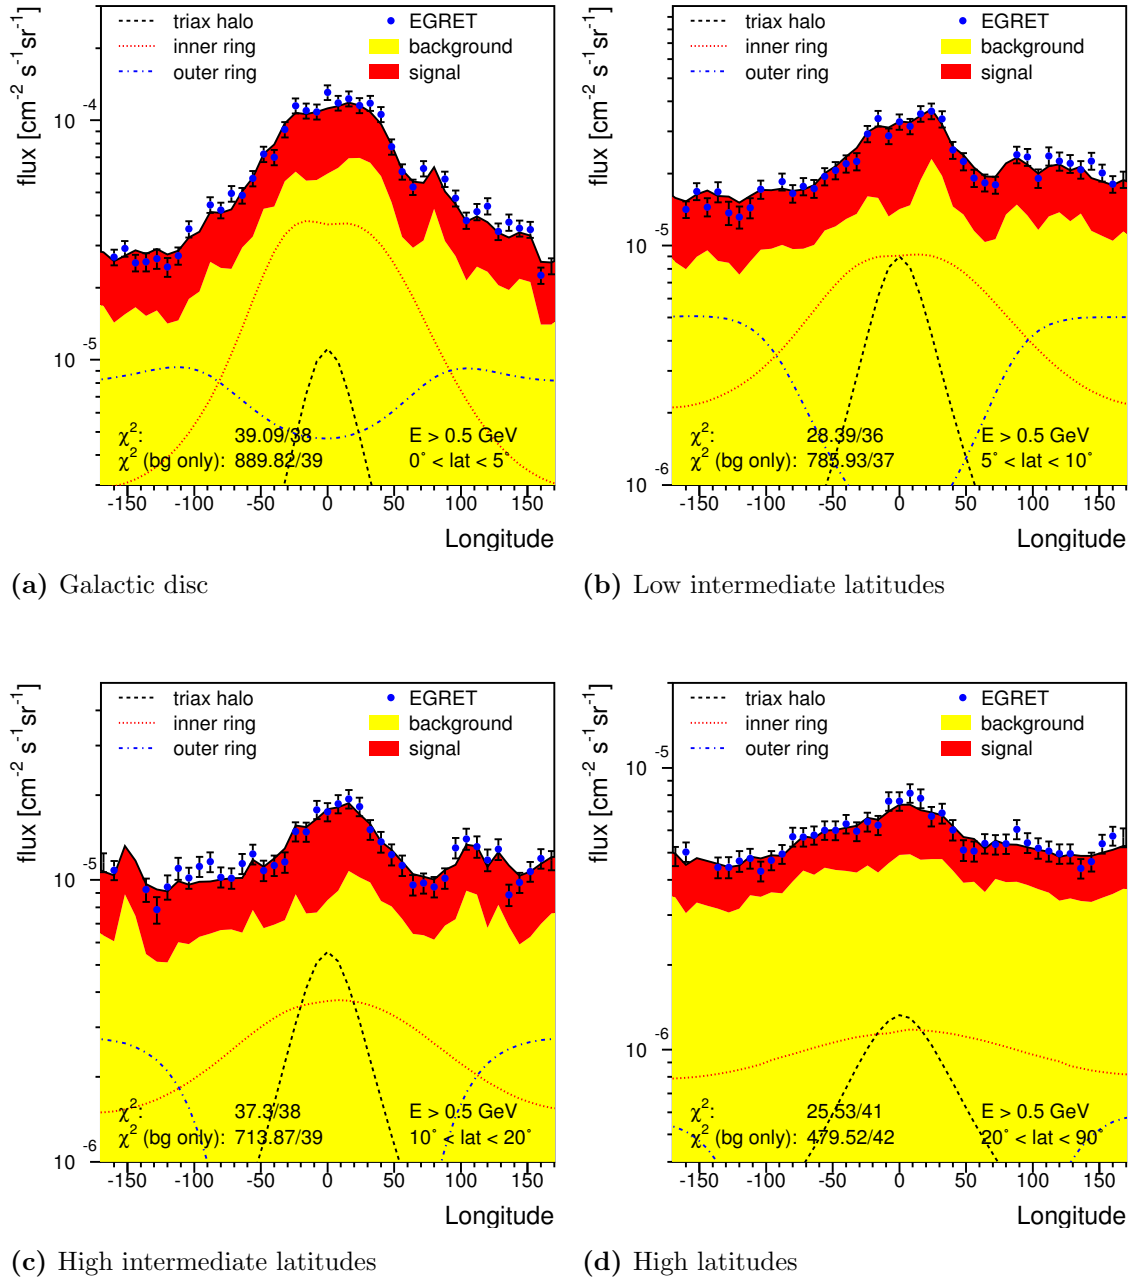 triax halo
inner ring
outer ring
EGRET
background
signal
flux [cm⁻² s⁻¹ sr⁻¹]
10⁻⁴
10⁻⁵
χ²: 39.09/38 E > 0.5 GeV
χ² (bg only): 889.82/39 0° < lat < 5°
-150 -100 -50 0 50 100 150
Longitude
(a) Galactic disc
triax halo
inner ring
outer ring
EGRET
background
signal
flux [cm⁻² s⁻¹ sr⁻¹]
10⁻⁵
10⁻⁶
χ²: 28.39/36 E > 0.5 GeV
χ² (bg only): 785.93/37 5° < lat < 10°
-150 -100 -50 0 50 100 150
Longitude
(b) Low intermediate latitudes
triax halo
inner ring
outer ring
EGRET
background
signal
flux [cm⁻² s⁻¹ sr⁻¹]
10⁻⁵
10⁻⁶
χ²: 37.3/38 E > 0.5 GeV
χ² (bg only): 713.87/39 10° < lat < 20°
-150 -100 -50 0 50 100 150
Longitude
(c) High intermediate latitudes
triax halo
inner ring
outer ring
EGRET
background
signal
flux [cm⁻² s⁻¹ sr⁻¹]
10⁻⁵
10⁻⁶
χ²: 25.53/41 E > 0.5 GeV
χ² (bg only): 479.52/42 20° < lat < 90°
-150 -100 -50 0 50 100 150
Longitude
(d) High latitudes